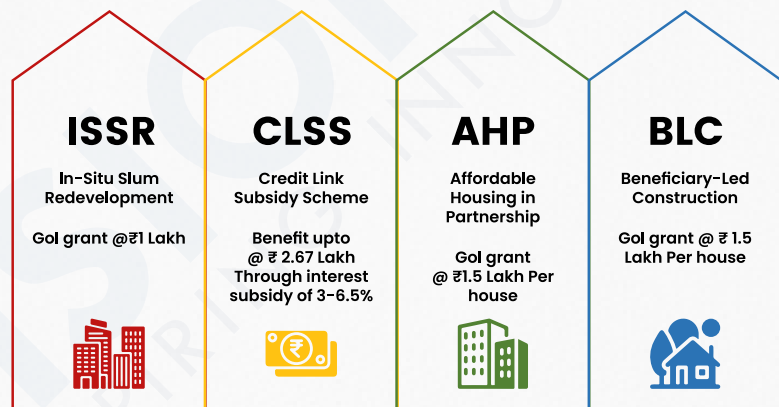 ISSR
In-Situ Slum
Redevelopment
GoI grant @₹1 Lakh
CLSS
Credit Link
Subsidy Scheme
Benefit upto
@ ₹ 2.67 Lakh
Through interest
subsidy of 3-6.5%
AHP
Affordable
Housing in
Partnership
GoI grant
@ ₹1.5 Lakh Per
house
BLC
Beneficiary-Led
Construction
GoI grant @ ₹ 1.5
Lakh Per house
₹